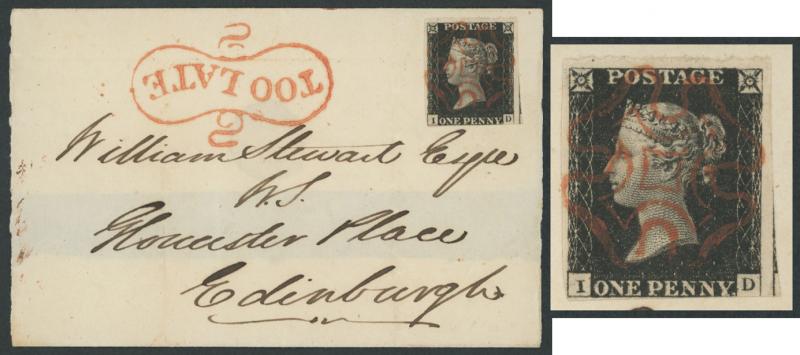 TOO LATE
POSTAGE
I ONE PENNY. D
William Stewart Esqre
W.S.
Gloucester Place
Edinburgh
POSTAGE
I ONE PENNY. D